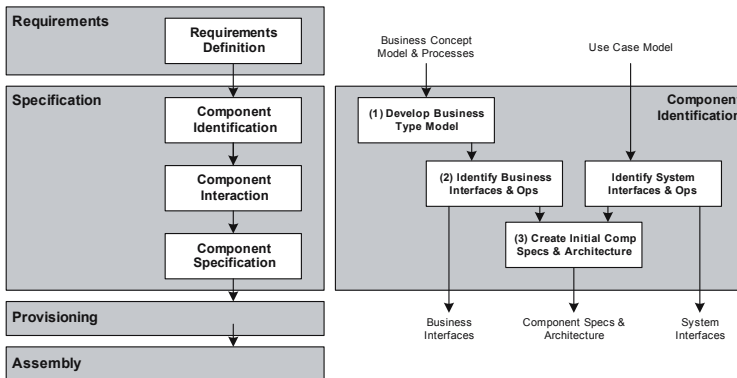 Requirements
Requirements
Definition
Specification
Component
Identification
Component
Interaction
Component
Specification
Provisioning
Assembly
Business Concept
Model & Processes
Use Case Model
Component
Identification
(1) Develop Business
Type Model
(2) Identify Business
Interfaces & Ops
Identify System
Interfaces & Ops
(3) Create Initial Comp
Specs & Architecture
Business
Interfaces
Component Specs &
Architecture
System
Interfaces